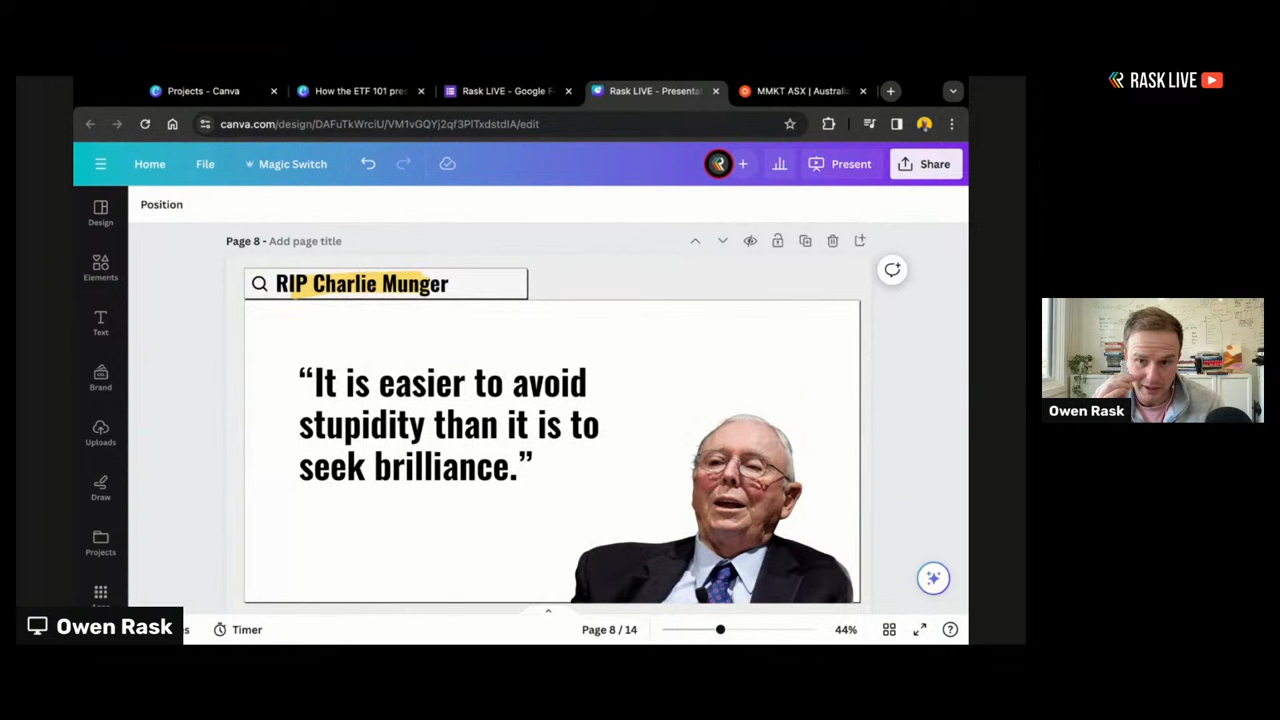 RASK LIVE
Projects - Canva
How the ETF 101 pres
Rask LIVE - Google F
Rask LIVE - Presentat
MMKT ASX | Australia
canva.com/design/DAFuTkWrciU/VM1vGQYj2qf3PITxdstdIA/edit
Home File Magic Switch Present Share
Position
Design
Elements
Text
Brand
Uploads
Draw
Projects
Page 8 - Add page title
RIP Charlie Munger
“It is easier to avoid
stupidity than it is to
seek brilliance.”
Owen Rask
Timer
Page 8 / 14
44%
Owen Rask